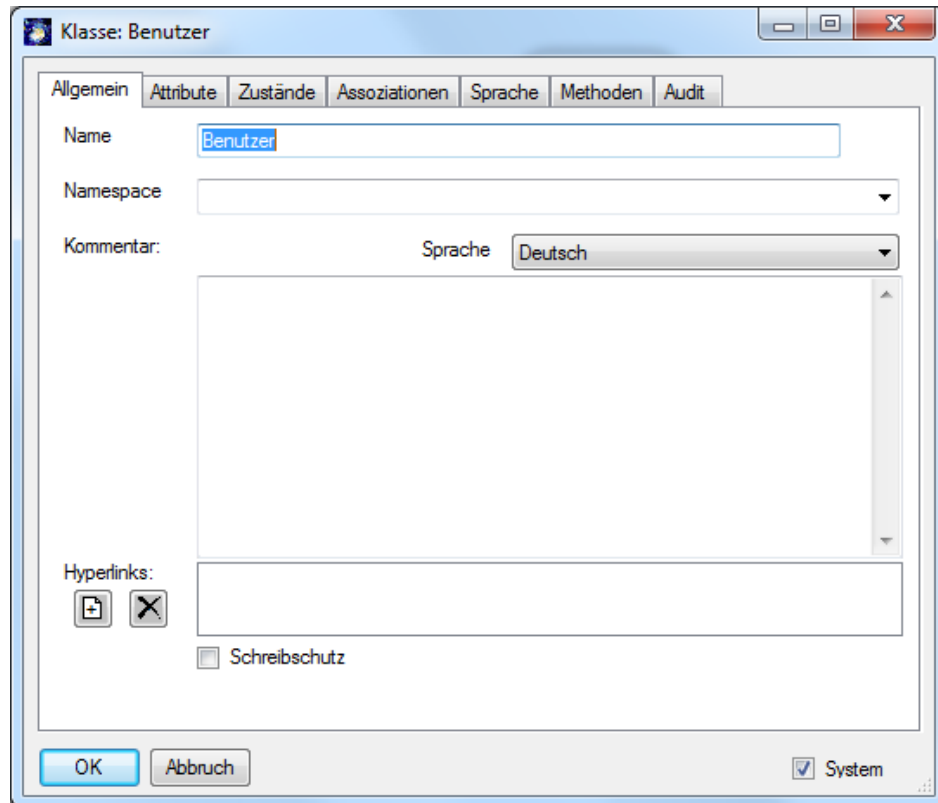 Klasse: Benutzer
Allgemein Attribute Zustände Assoziationen Sprache Methoden Audit
Name Benutzer
Namespace
Kommentar: Sprache Deutsch
Hyperlinks:
Schreibschutz
OK Abbruch System